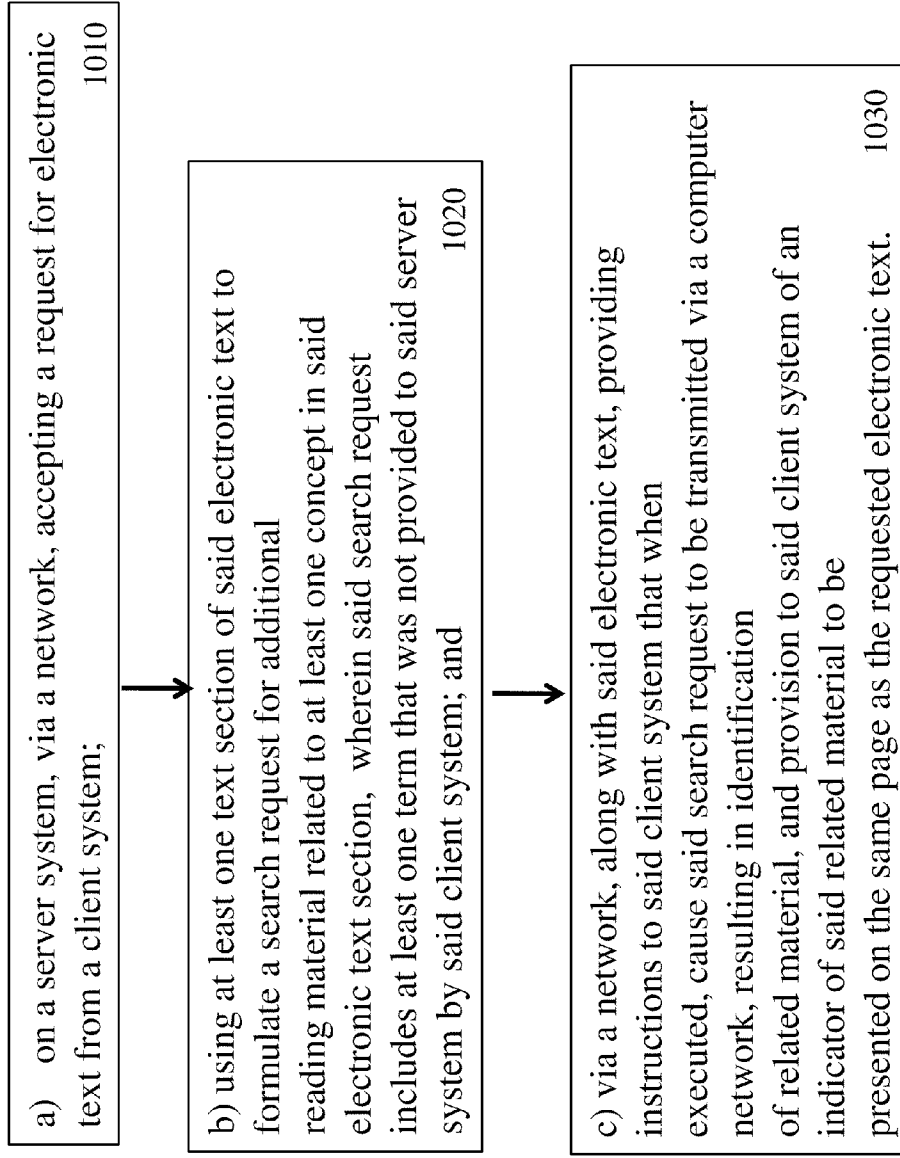 a) on a server system, via a network, accepting a request for electronic
text from a client system;
1010
b) using at least one text section of said electronic text to
formulate a search request for additional
reading material related to at least one concept in said
electronic text section, wherein said search request
includes at least one term that was not provided to said server
system by said client system; and
1020
c) via a network, along with said electronic text, providing
instructions to said client system that when
executed, cause said search request to be transmitted via a computer
network, resulting in identification
of related material, and provision to said client system of an
indicator of said related material to be
presented on the same page as the requested electronic text.
1030